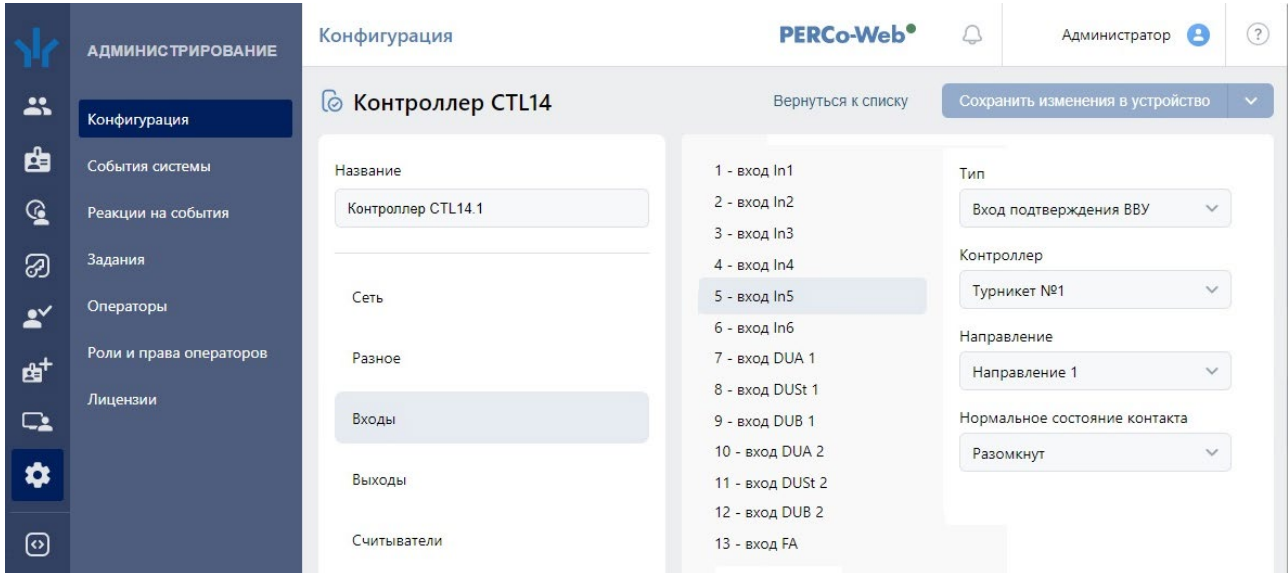 АДМИНИСТРИРОВАНИЕ
Конфигурация
События системы
Реакции на события
Задания
Операторы
Роли и права операторов
Лицензии
Конфигурация
PERCo-Web
Администратор
?
Контроллер CTL14
Вернуться к списку
Сохранить изменения в устройство
Название
Контроллер CTL14.1
Сеть
Разное
Входы
Выходы
Считыватели
1 - вход In1
2 - вход In2
3 - вход In3
4 - вход In4
5 - вход In5
6 - вход In6
7 - вход DUA 1
8 - вход DUSt 1
9 - вход DUB 1
10 - вход DUA 2
11 - вход DUSt 2
12 - вход DUB 2
13 - вход FA
Тип
Вход подтверждения ВВУ
Контроллер
Турникет №1
Направление
Направление 1
Нормальное состояние контакта
Разомкнут